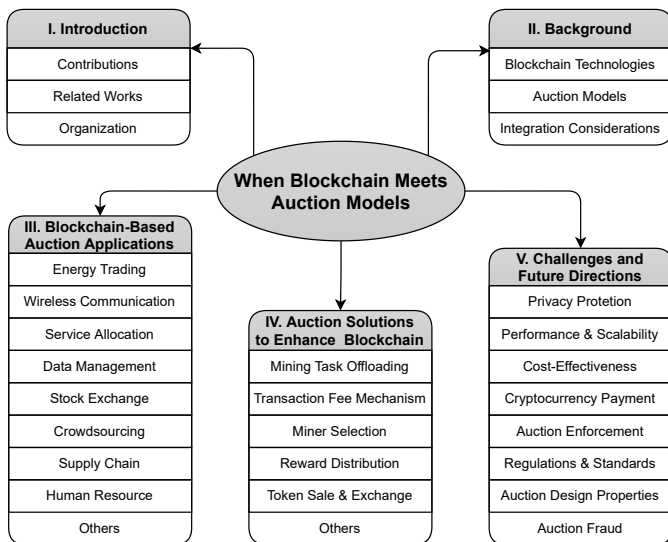 I. Introduction
Contributions
Related Works
Organization
II. Background
Blockchain Technologies
Auction Models
Integration Considerations
When Blockchain Meets
Auction Models
III. Blockchain-Based
Auction Applications
Energy Trading
Wireless Communication
Service Allocation
Data Management
Stock Exchange
Crowdsourcing
Supply Chain
Human Resource
Others
IV. Auction Solutions
to Enhance Blockchain
Mining Task Offloading
Transaction Fee Mechanism
Miner Selection
Reward Distribution
Token Sale & Exchange
Others
V. Challenges and
Future Directions
Privacy Protetion
Performance & Scalability
Cost-Effectiveness
Cryptocurrency Payment
Auction Enforcement
Regulations & Standards
Auction Design Properties
Auction Fraud